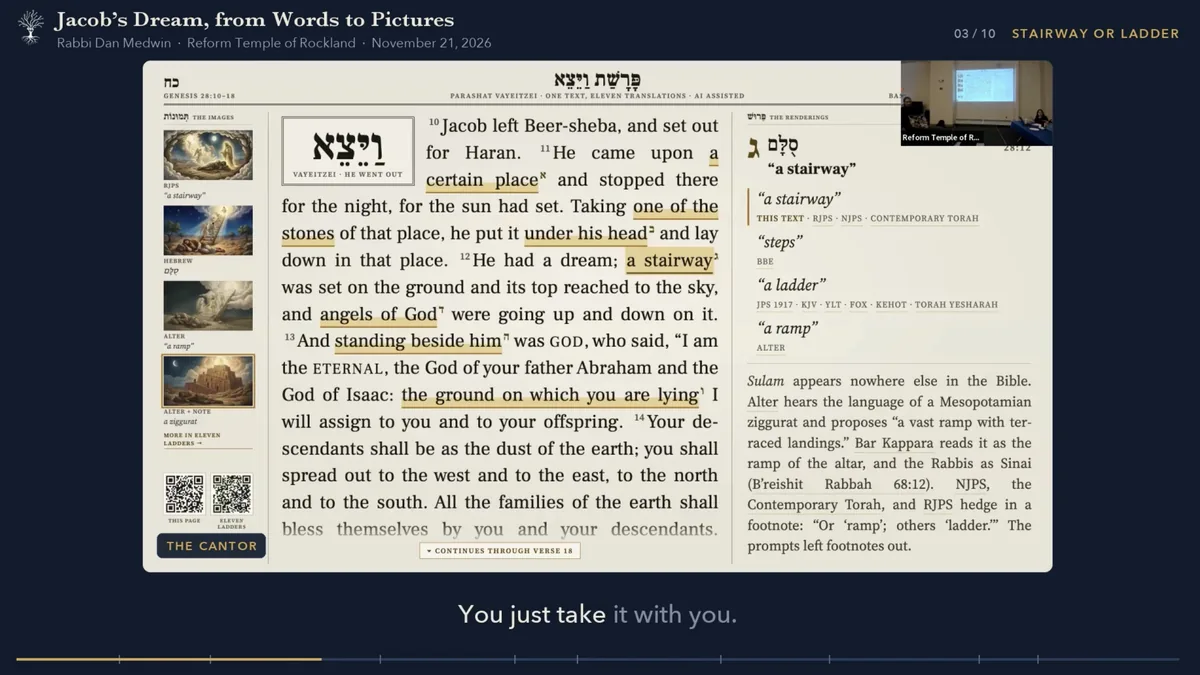 Jacob's Dream, from Words to Pictures
Rabbi Dan Medwin · Reform Temple of Rockland · November 21, 2026
03 / 10 STAIRWAY OR LADDER
כח
GENESIS 28:10–18
פָּרָשַׁת וַיֵּצֵא
PARASHAT VAYEITZEI · ONE TEXT, ELEVEN TRANSLATIONS · AI ASSISTED
תְּמוּנוֹת THE IMAGES
RJPS
"a stairway"
HEBREW
סֻלָּם
ALTER
"a ramp"
ALTER + NOTE
a ziggurat
MORE IN ELEVEN
LADDERS →
THIS PAGE
ELEVEN
LADDERS
THE CANTOR
וַיֵּצֵא
VAYEITZEI · HE WENT OUT
10 Jacob left Beer-sheba, and set out
for Haran. 11 He came upon a
certain placeא and stopped there
for the night, for the sun had set. Taking one of the
stones of that place, he put it under his headב and lay
down in that place. 12 He had a dream; a stairwayג
was set on the ground and its top reached to the sky,
and angels of Godד were going up and down on it.
13 And standing beside himה was GOD, who said, "I am
the ETERNAL, the God of your father Abraham and the
God of Isaac: the ground on which you are lyingו I
will assign to you and to your offspring. 14 Your de-
scendants shall be as the dust of the earth; you shall
spread out to the west and to the east, to the north
and to the south. All the families of the earth shall
bless themselves by you and your descendants.
▾ CONTINUES THROUGH VERSE 18
Reform Temple of R...
פֵּרוּשׁ THE RENDERINGS
ג סֻלָּם
28:12
"a stairway"
"a stairway"
THIS TEXT · RJPS · NJPS · CONTEMPORARY TORAH
"steps"
BBE
"a ladder"
JPS 1917 · KJV · YLT · FOX · KEHOT · TORAH YESHARAH
"a ramp"
ALTER
Sulam appears nowhere else in the Bible.
Alter hears the language of a Mesopotamian
ziggurat and proposes "a vast ramp with ter-
raced landings." Bar Kappara reads it as the
ramp of the altar, and the Rabbis as Sinai
(B'reishit Rabbah 68:12). NJPS, the
Contemporary Torah, and RJPS hedge in a
footnote: "Or 'ramp'; others 'ladder.'" The
prompts left footnotes out.
You just take it with you.